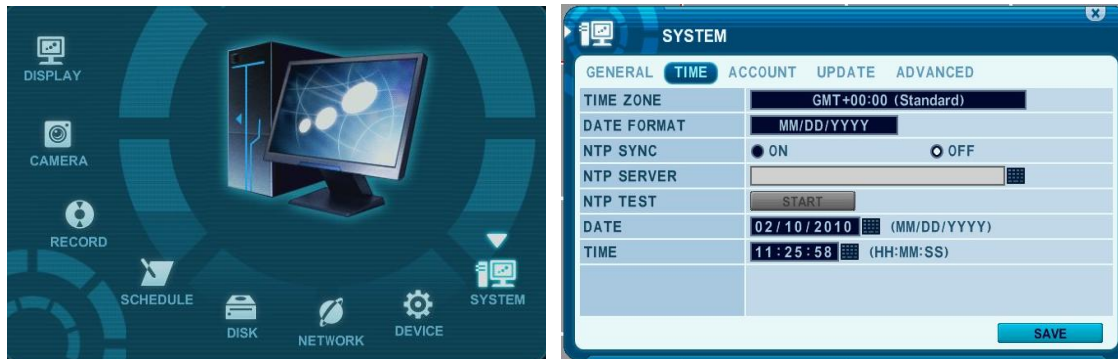 DISPLAY
CAMERA
RECORD
SCHEDULE
DISK
NETWORK
DEVICE
SYSTEM
SYSTEM
GENERAL TIME ACCOUNT UPDATE ADVANCED
TIME ZONE GMT+00:00 (Standard)
DATE FORMAT MM/DD/YYYY
NTP SYNC ON OFF
NTP SERVER
NTP TEST START
DATE 02/10/2010 (MM/DD/YYYY)
TIME 11:25:58 (HH:MM:SS)
SAVE